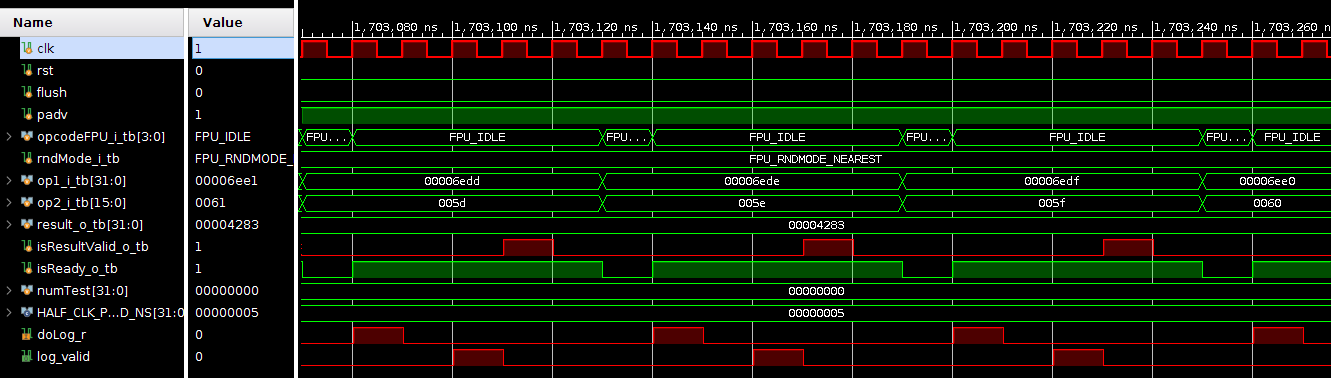 Name Value
1,703,080 ns 1,703,100 ns 1,703,120 ns 1,703,140 ns 1,703,160 ns 1,703,180 ns 1,703,200 ns 1,703,220 ns 1,703,240 ns 1,703,260 ns
clk 1
rst 0
flush 0
padv 1
opcodeFPU_i_tb[3:0] FPU_IDLE FPU... FPU_IDLE FPU... FPU_IDLE FPU... FPU_IDLE FPU... FPU_IDLE
rndMode_i_tb FPU_RNDMODE_ FPU_RNDMODE_NEAREST
op1_i_tb[31:0] 00006ee1 00006edd 00006ede 00006edf 00006ee0
op2_i_tb[15:0] 0061 005d 005e 005f 0060
result_o_tb[31:0] 00004283 00004283
isResultValid_o_tb 1
isReady_o_tb 1
numTest[31:0] 00000000 00000000
HALF_CLK_P...D_NS[31:0 00000005 00000005
doLog_r 0
log_valid 0